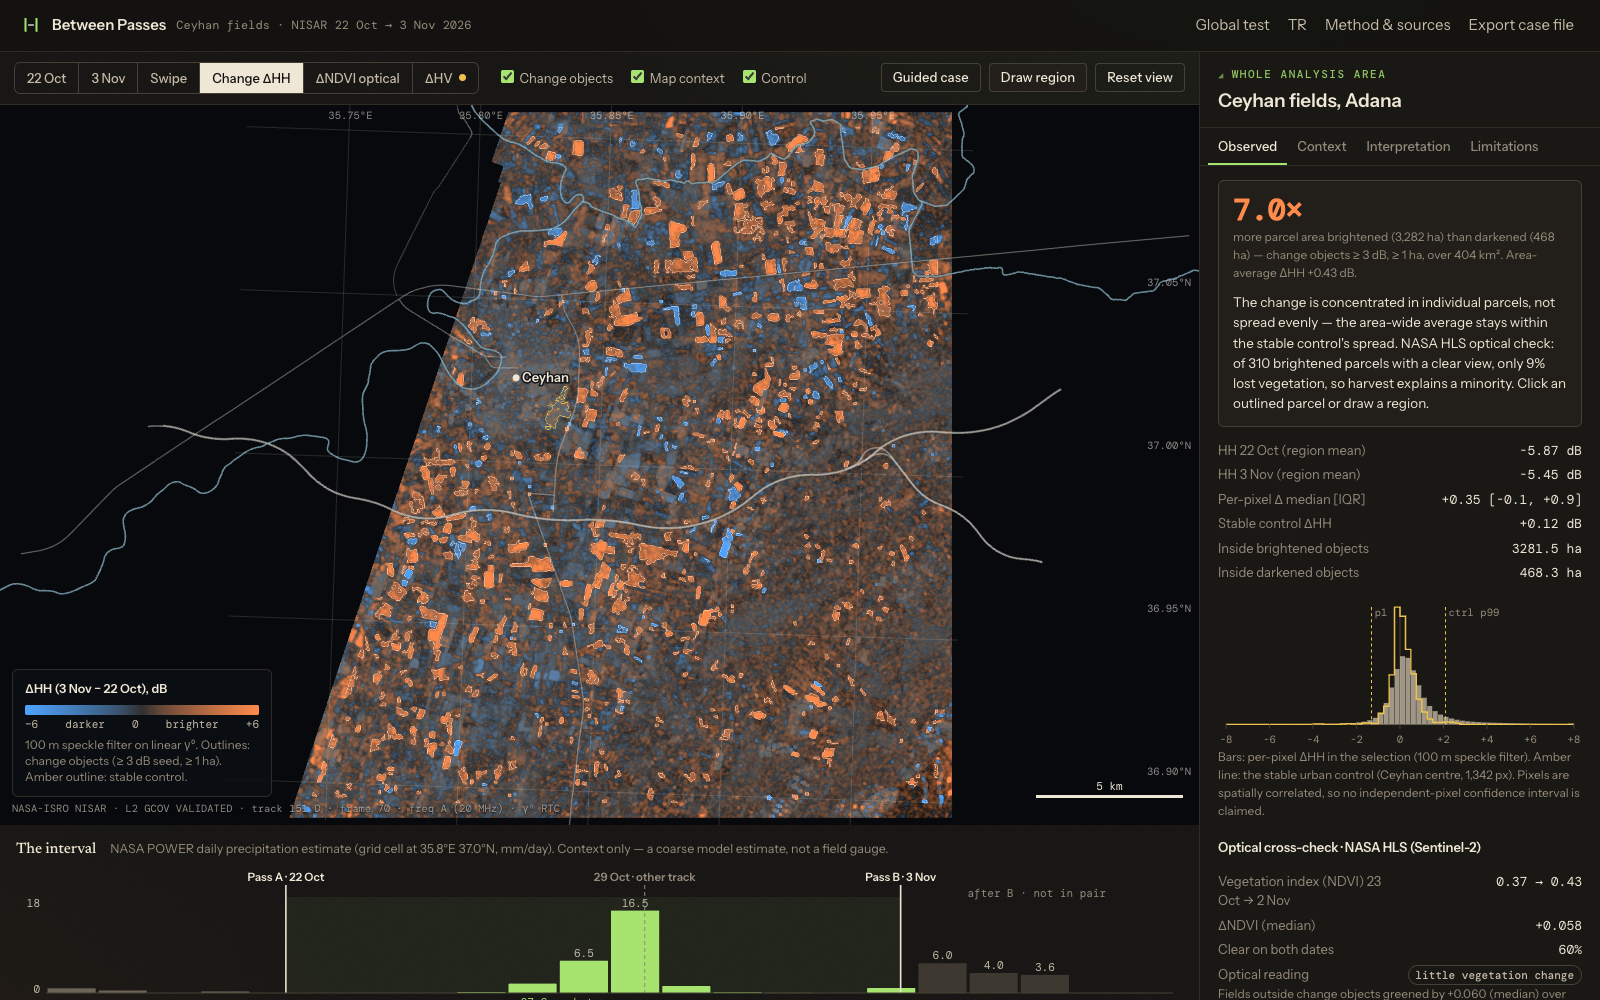 Between Passes
Ceyhan fields · NISAR 22 Oct → 3 Nov 2026
Global test
TR
Method & sources
Export case file
22 Oct
3 Nov
Swipe
Change ΔHH
ΔNDVI optical
ΔHV
Change objects
Map context
Control
Guided case
Draw region
Reset view
35.75°E
35.80°E
35.85°E
35.90°E
35.95°E
37.05°N
37.00°N
36.95°N
36.90°N
Ceyhan
ΔHH (3 Nov − 22 Oct), dB
−6 darker 0 brighter +6
100 m speckle filter on linear γ⁰. Outlines:
change objects (≥ 3 dB seed, ≥ 1 ha).
Amber outline: stable control.
NASA-ISRO NISAR · L2 GCOV VALIDATED · track 151 D · frame 70 · freq A (20 MHz) · γ⁰ RTC
5 km
WHOLE ANALYSIS AREA
Ceyhan fields, Adana
Observed
Context
Interpretation
Limitations
7.0×
more parcel area brightened (3,282 ha) than darkened (468
ha) — change objects ≥ 3 dB, ≥ 1 ha, over 404 km². Area-
average ΔHH +0.43 dB.
The change is concentrated in individual parcels, not
spread evenly — the area-wide average stays within
the stable control's spread. NASA HLS optical check:
of 310 brightened parcels with a clear view, only 9%
lost vegetation, so harvest explains a minority. Click an
outlined parcel or draw a region.
HH 22 Oct (region mean) -5.87 dB
HH 3 Nov (region mean) -5.45 dB
Per-pixel Δ median [IQR] +0.35 [-0.1, +0.9]
Stable control ΔHH +0.12 dB
Inside brightened objects 3281.5 ha
Inside darkened objects 468.3 ha
p1
ctrl p99
-8 -6 -4 -2 0 +2 +4 +6 +8
Bars: per-pixel ΔHH in the selection (100 m speckle filter). Amber
line: the stable urban control (Ceyhan centre, 1,342 px). Pixels are
spatially correlated, so no independent-pixel confidence interval is
claimed.
Optical cross-check · NASA HLS (Sentinel-2)
Vegetation index (NDVI) 23 0.37 → 0.43
Oct → 2 Nov
ΔNDVI (median) +0.058
Clear on both dates 60%
Optical reading little vegetation change
Fields outside change objects greened by +0.060 (median) over
The interval
NASA POWER daily precipitation estimate (grid cell at 35.8°E 37.0°N, mm/day). Context only — a coarse model estimate, not a field gauge.
Pass A · 22 Oct
29 Oct · other track
Pass B · 3 Nov
after B · not in pair
18
16.5
6.5
6.0
4.0
3.6
0